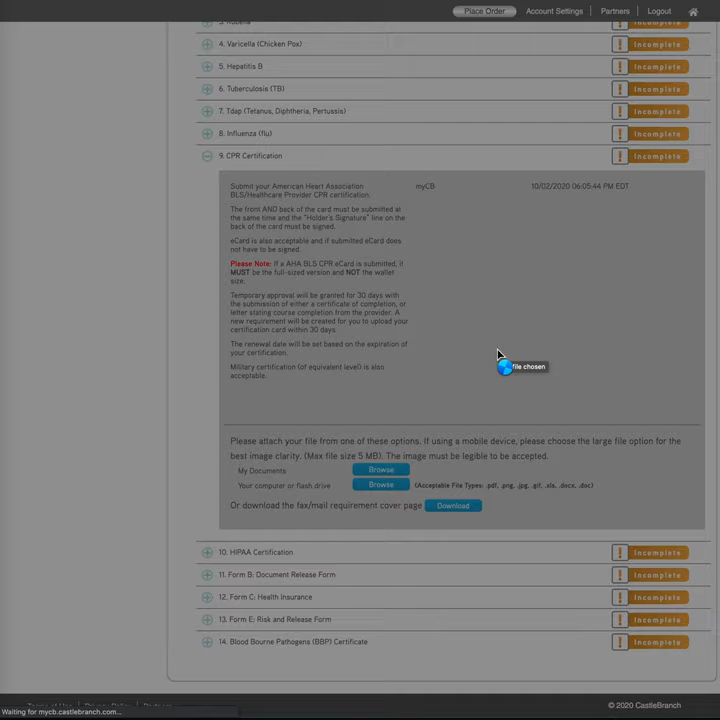 Place Order Account Settings Partners Logout
3. Rubella
4. Varicella (Chicken Pox) Incomplete
5. Hepatitis B Incomplete
6. Tuberculosis (TB) Incomplete
7. Tdap (Tetanus, Diphtheria, Pertussis) Incomplete
8. Influenza (flu) Incomplete
9. CPR Certification Incomplete
Submit your American Heart Association myCB 10/02/2020 06:05:44 PM EDT
BLS/Healthcare Provider CPR certification.
The front AND back of the card must be submitted at
the same time and the "Holder's Signature" line on the
back of the card must be signed.
eCard is also acceptable and if submitted eCard does
not have to be signed.
Please Note: If a AHA BLS CPR eCard is submitted, it
MUST be the full-sized version and NOT the wallet
size.
Temporary approval will be granted for 30 days with
the submission of either a certificate of completion, or
letter stating course completion from the provider. A
new requirement will be created for you to upload your
certification card within 30 days.
The renewal date will be set based on the expiration of
your certification.
Military certification (of equivalent level) is also
acceptable.
file chosen
Please attach your file from one of these options. If using a mobile device, please choose the large file option for the
best image clarity. (Max file size 5 MB). The image must be legible to be accepted.
My Documents Browse
Your computer or flash drive Browse (Acceptable File Types: .pdf, .png, .jpg, .gif, .xls, .docx, .doc)
Or download the fax/mail requirement cover page Download
10. HIPAA Certification Incomplete
11. Form B: Document Release Form Incomplete
12. Form C: Health Insurance Incomplete
13. Form E: Risk and Release Form Incomplete
14. Blood Bourne Pathogens (BBP) Certificate Incomplete
Terms of Use Privacy Policy Partners © 2020 CastleBranch
Waiting for mycb.castlebranch.com...